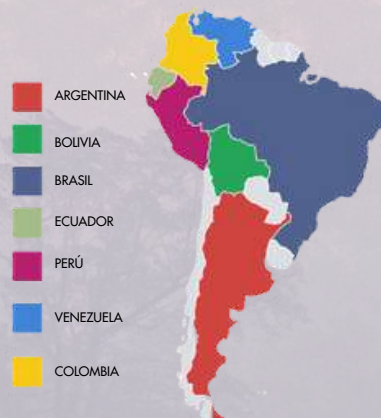 ARGENTINA
BOLIVIA
BRASIL
ECUADOR
PERÚ
VENEZUELA
COLOMBIA